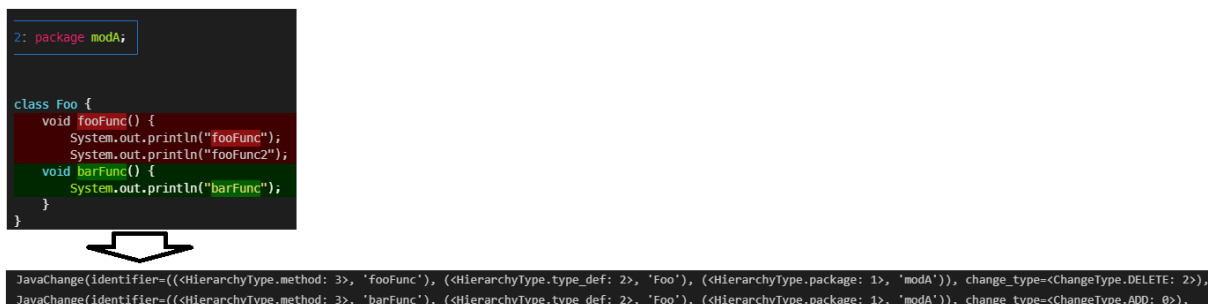 2: package modA;
class Foo {
void fooFunc() {
System.out.println("fooFunc");
System.out.println("fooFunc2");
void barFunc() {
System.out.println("barFunc");
}
}
JavaChange(identifier=((<HierarchyType.method: 3>, 'fooFunc'), (<HierarchyType.type_def: 2>, 'Foo'), (<HierarchyType.package: 1>, 'modA')), change_type=<ChangeType.DELETE: 2>),
JavaChange(identifier=((<HierarchyType.method: 3>, 'barFunc'), (<HierarchyType.type_def: 2>, 'Foo'), (<HierarchyType.package: 1>, 'modA')), change_type=<ChangeType.ADD: 0>),